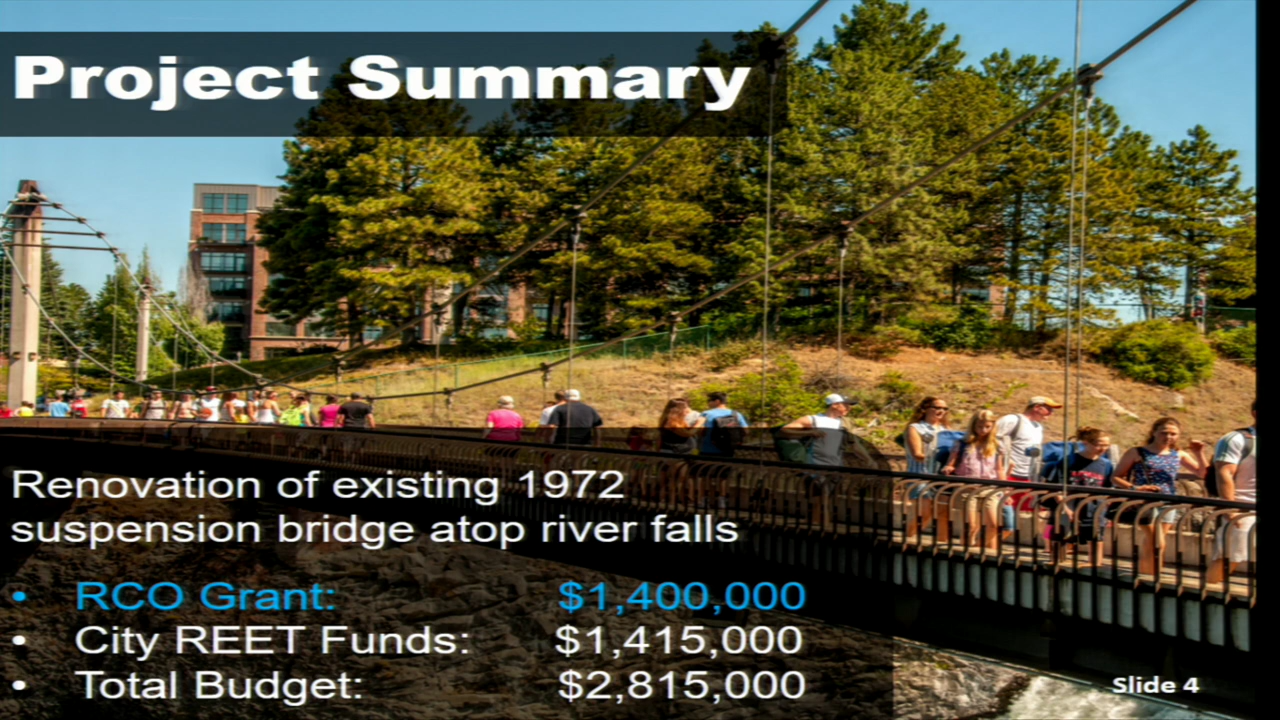 Project Summary
Renovation of existing 1972
suspension bridge atop river falls
• RCO Grant: $1,400,000
• City REET Funds: $1,415,000
• Total Budget: $2,815,000
Slide 4